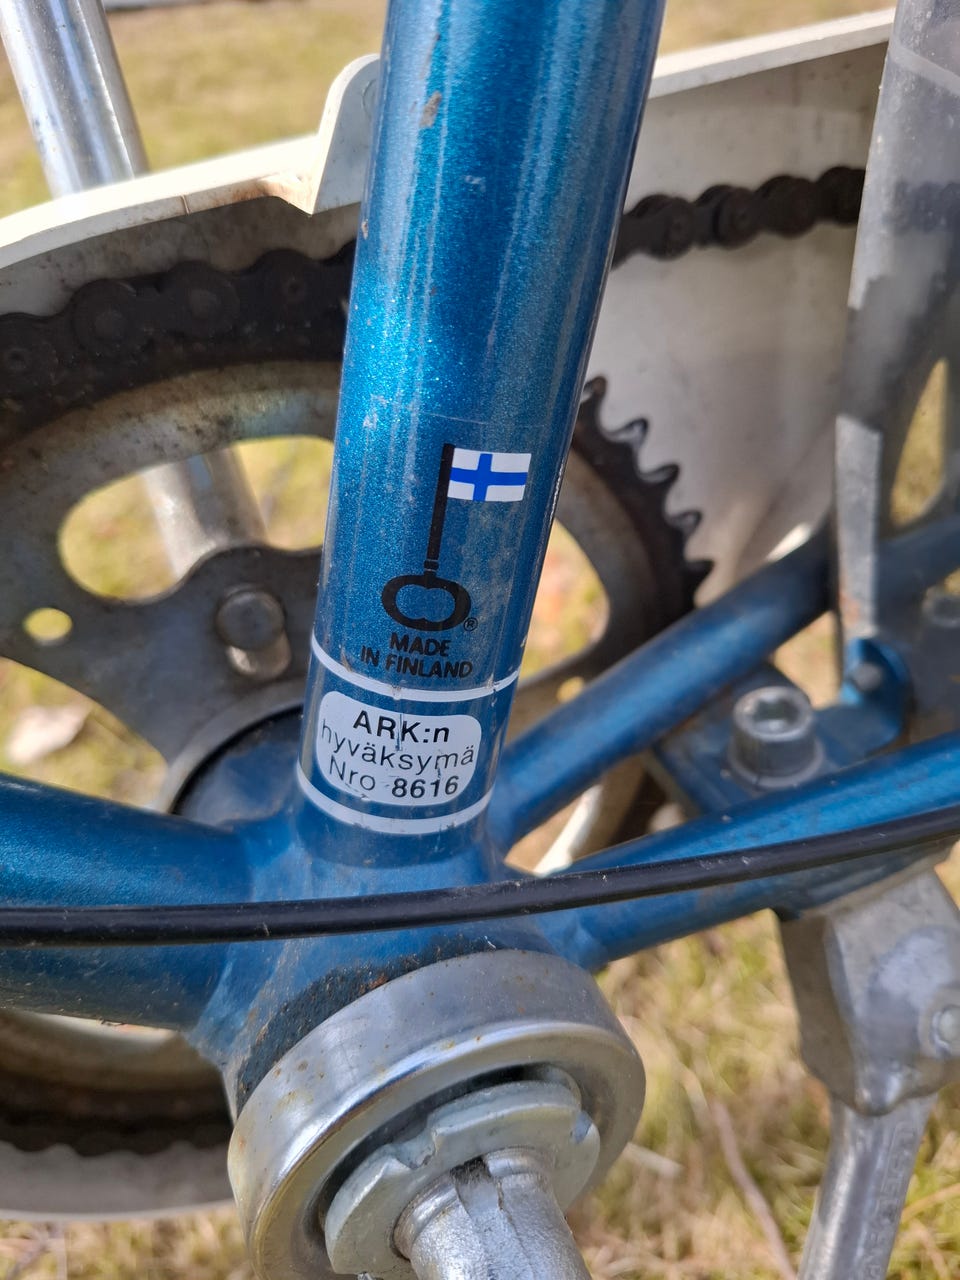 ®
MADE
IN FINLAND
ARK:n
hyväksymä
Nro 8616